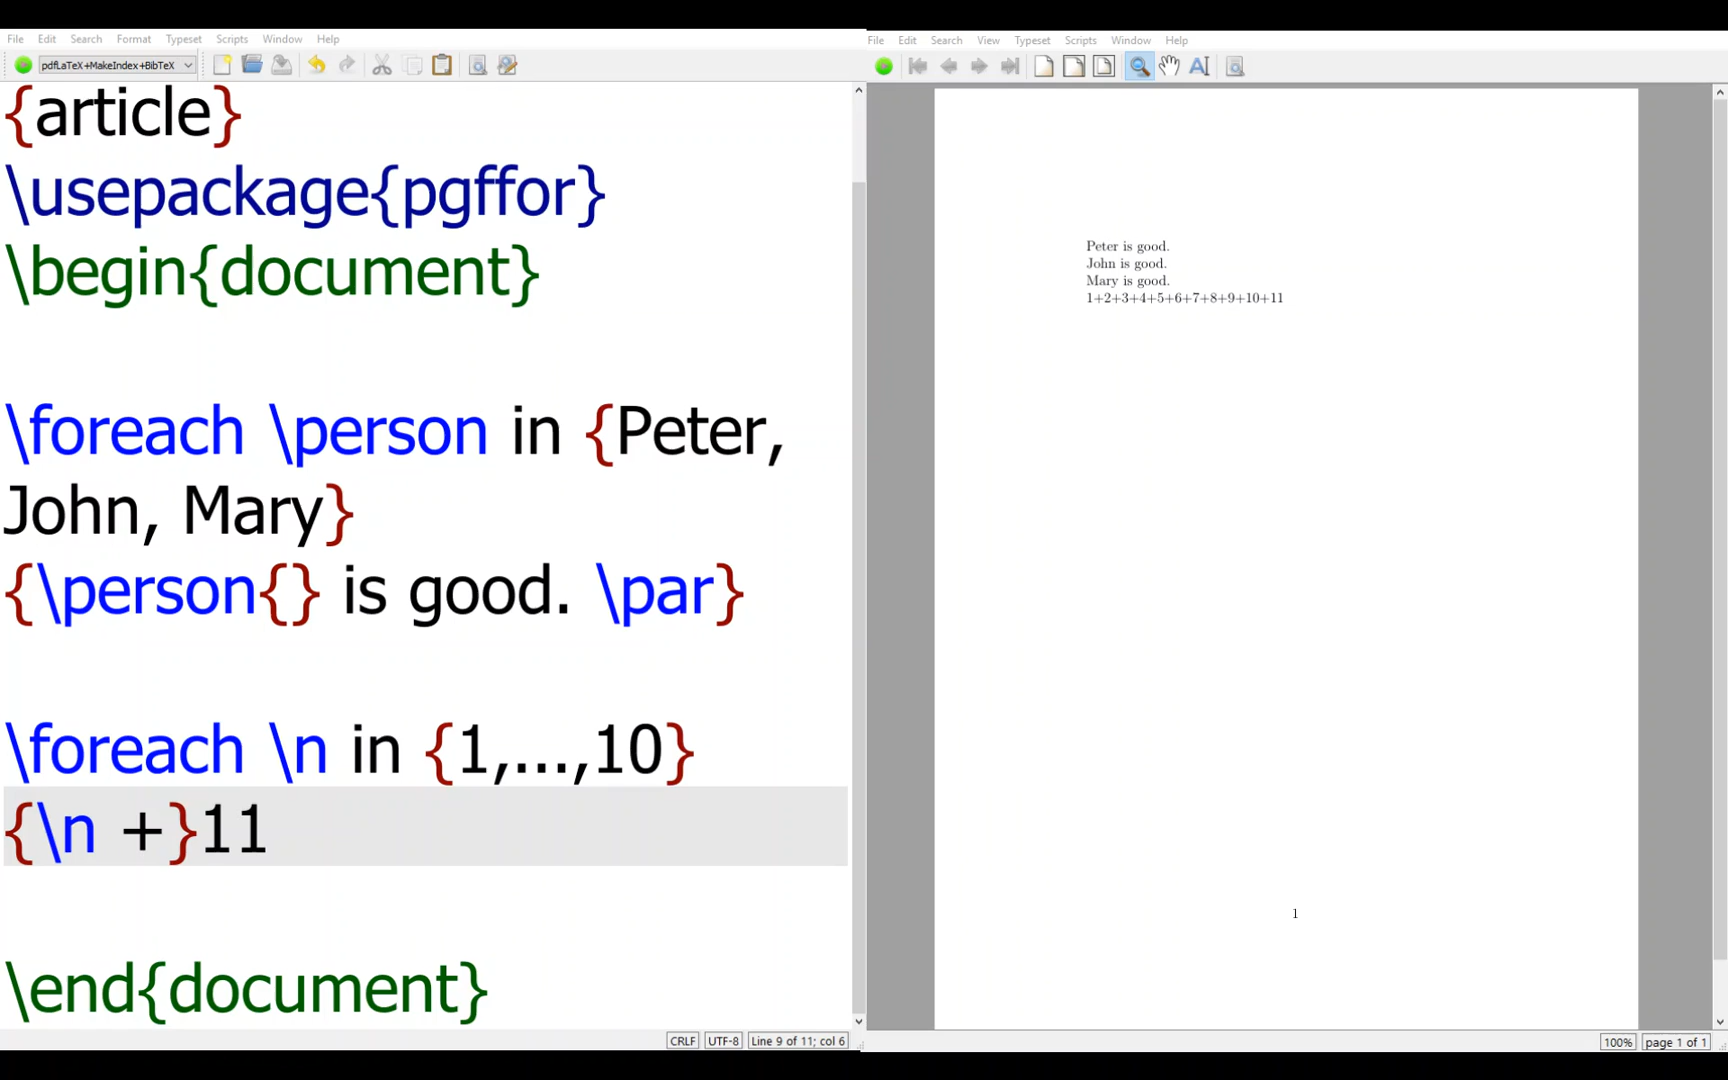 File Edit Search Format Typeset Scripts Window Help
pdfLaTeX+MakeIndex+BibTeX
{article}
\usepackage{pgffor}
\begin{document}
\foreach \person in {Peter,
John, Mary}
{\person{} is good. \par}
\foreach \n in {1,...,10}
{\n +}11
\end{document}
CRLF UTF-8 Line 9 of 11; col 6
File Edit Search View Typeset Scripts Window Help
Peter is good.
John is good.
Mary is good.
1+2+3+4+5+6+7+8+9+10+11
1
100% page 1 of 1